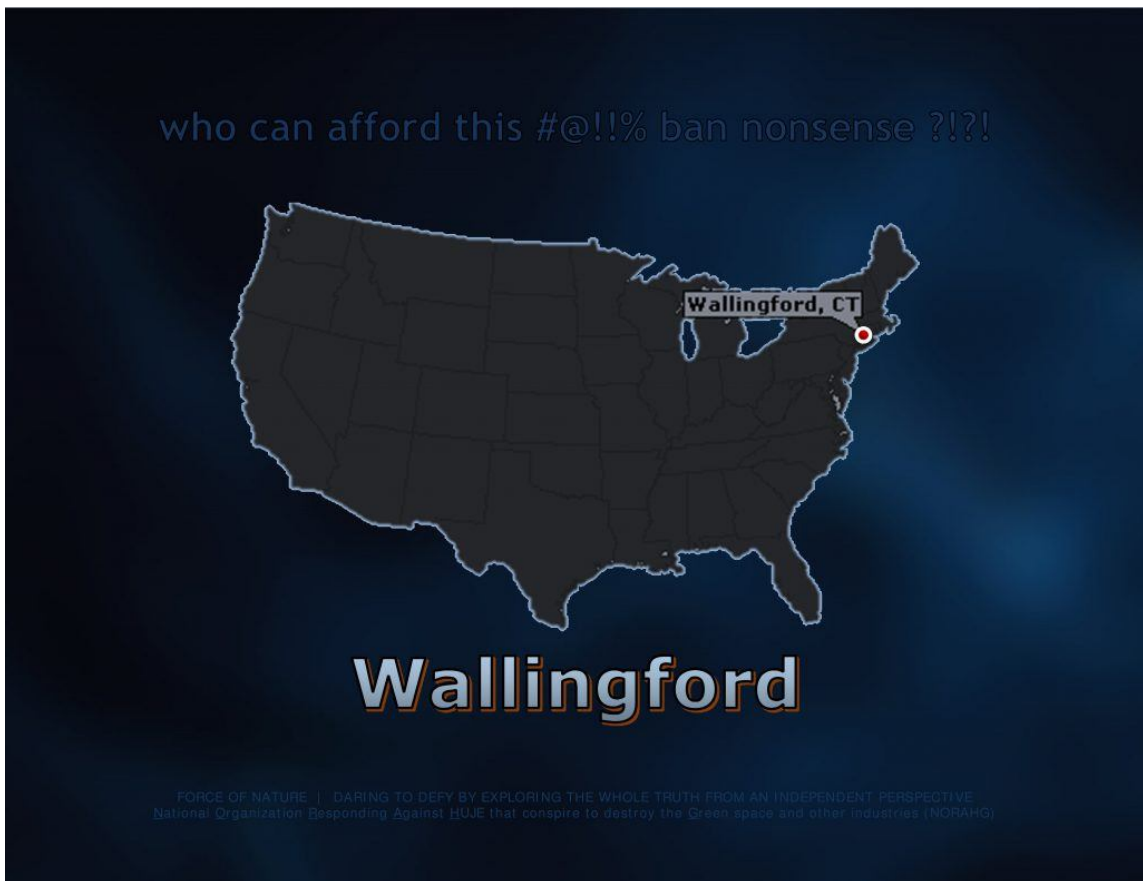 who can afford this #@!!% ban nonsense ?!?!
Wallingford, CT
Wallingford
FORCE OF NATURE | DARING TO DEFY BY EXPLORING THE WHOLE TRUTH FROM AN INDEPENDENT PERSPECTIVE
National Organization Responding Against HUJE that conspire to destroy the Green space and other industries (NORAHG)